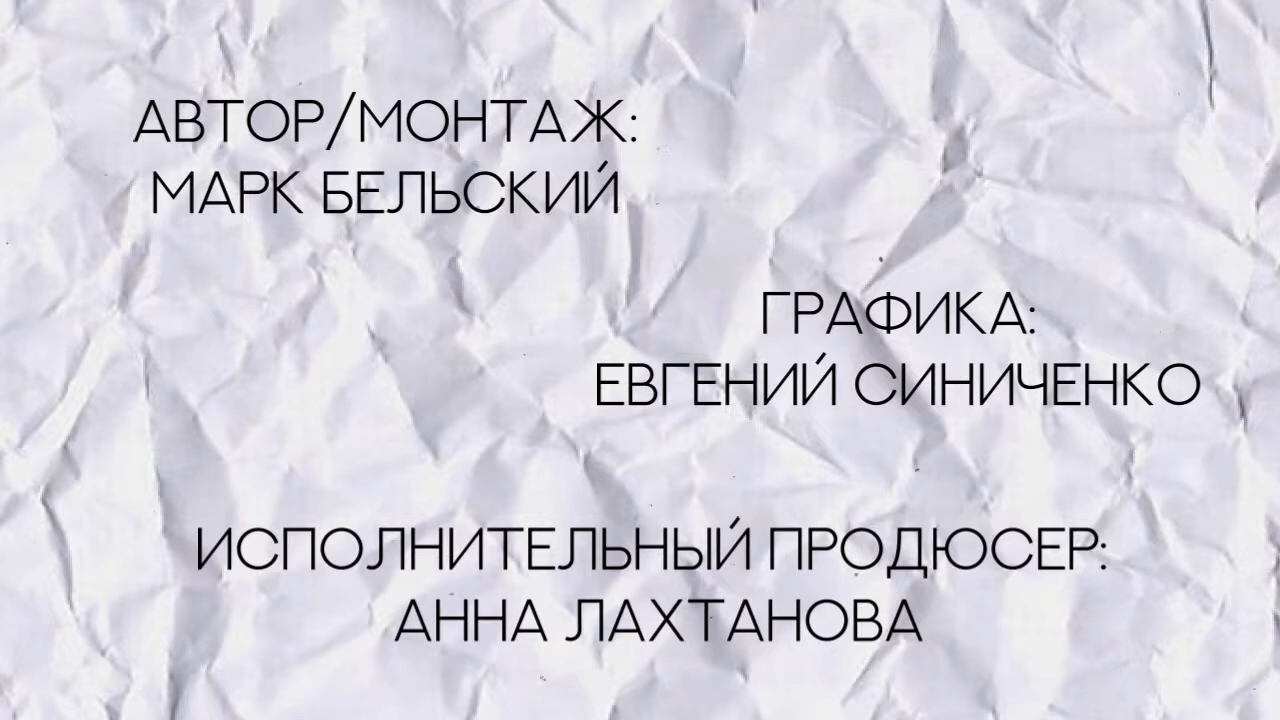 АВТОР/МОНТАЖ:
МАРК БЕЛЬСКИЙ
ГРАФИКА:
ЕВГЕНИЙ СИНИЧЕНКО
ИСПОЛНИТЕЛЬНЫЙ ПРОДЮСЕР:
АННА ЛАХТАНОВА